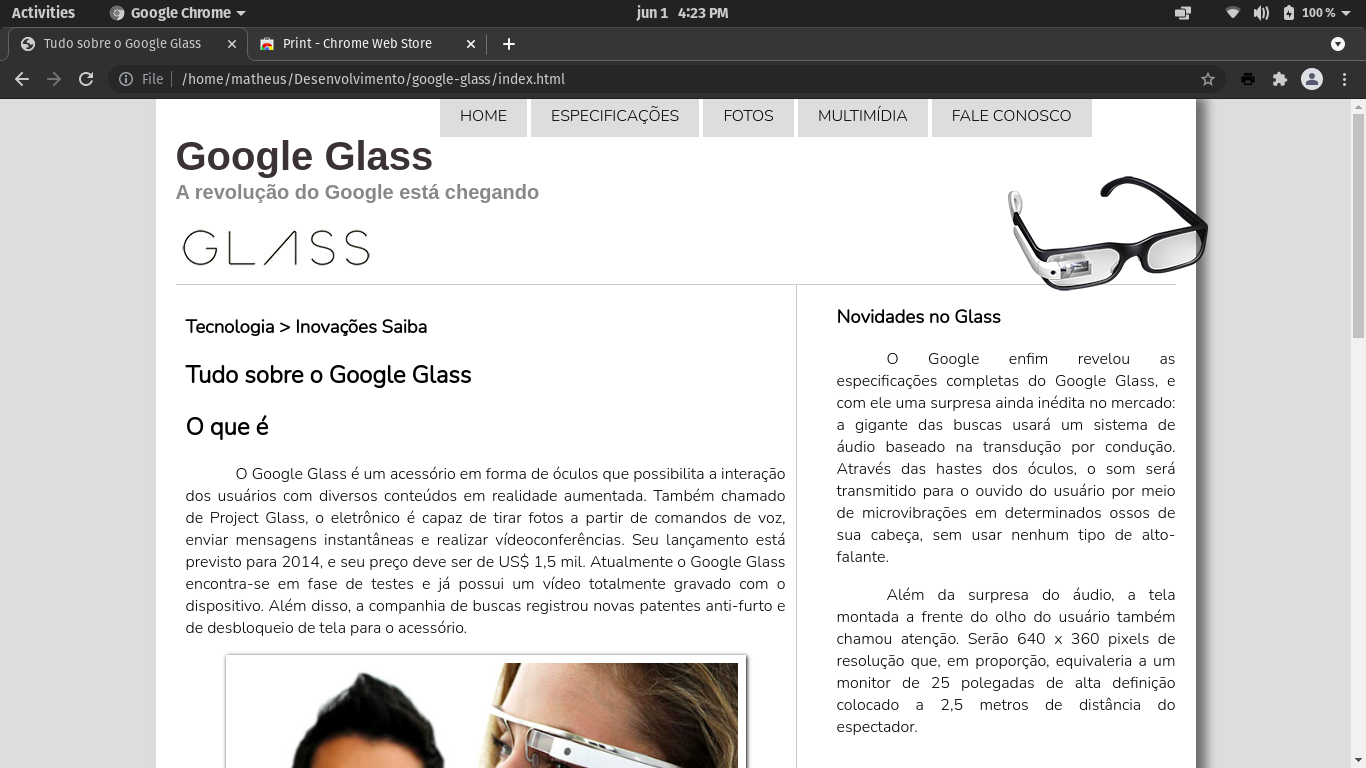 Activities
Google Chrome
jun 1 4:23 PM
100 %
Tudo sobre o Google Glass
Print - Chrome Web Store
File
/home/matheus/Desenvolvimento/google-glass/index.html
HOME
ESPECIFICAÇÕES
FOTOS
MULTIMÍDIA
FALE CONOSCO
Google Glass
A revolução do Google está chegando
GLASS
Tecnologia > Inovações Saiba
Tudo sobre o Google Glass
O que é
O Google Glass é um acessório em forma de óculos que possibilita a interação
dos usuários com diversos conteúdos em realidade aumentada. Também chamado
de Project Glass, o eletrônico é capaz de tirar fotos a partir de comandos de voz,
enviar mensagens instantâneas e realizar vídeoconferências. Seu lançamento está
previsto para 2014, e seu preço deve ser de US$ 1,5 mil. Atualmente o Google Glass
encontra-se em fase de testes e já possui um vídeo totalmente gravado com o
dispositivo. Além disso, a companhia de buscas registrou novas patentes anti-furto e
de desbloqueio de tela para o acessório.
Novidades no Glass
O Google enfim revelou as
especificações completas do Google Glass, e
com ele uma surpresa ainda inédita no mercado:
a gigante das buscas usará um sistema de
áudio baseado na transdução por condução.
Através das hastes dos óculos, o som será
transmitido para o ouvido do usuário por meio
de microvibrações em determinados ossos de
sua cabeça, sem usar nenhum tipo de alto-
falante.
Além da surpresa do áudio, a tela
montada a frente do olho do usuário também
chamou atenção. Serão 640 x 360 pixels de
resolução que, em proporção, equivaleria a um
monitor de 25 polegadas de alta definição
colocado a 2,5 metros de distância do
espectador.